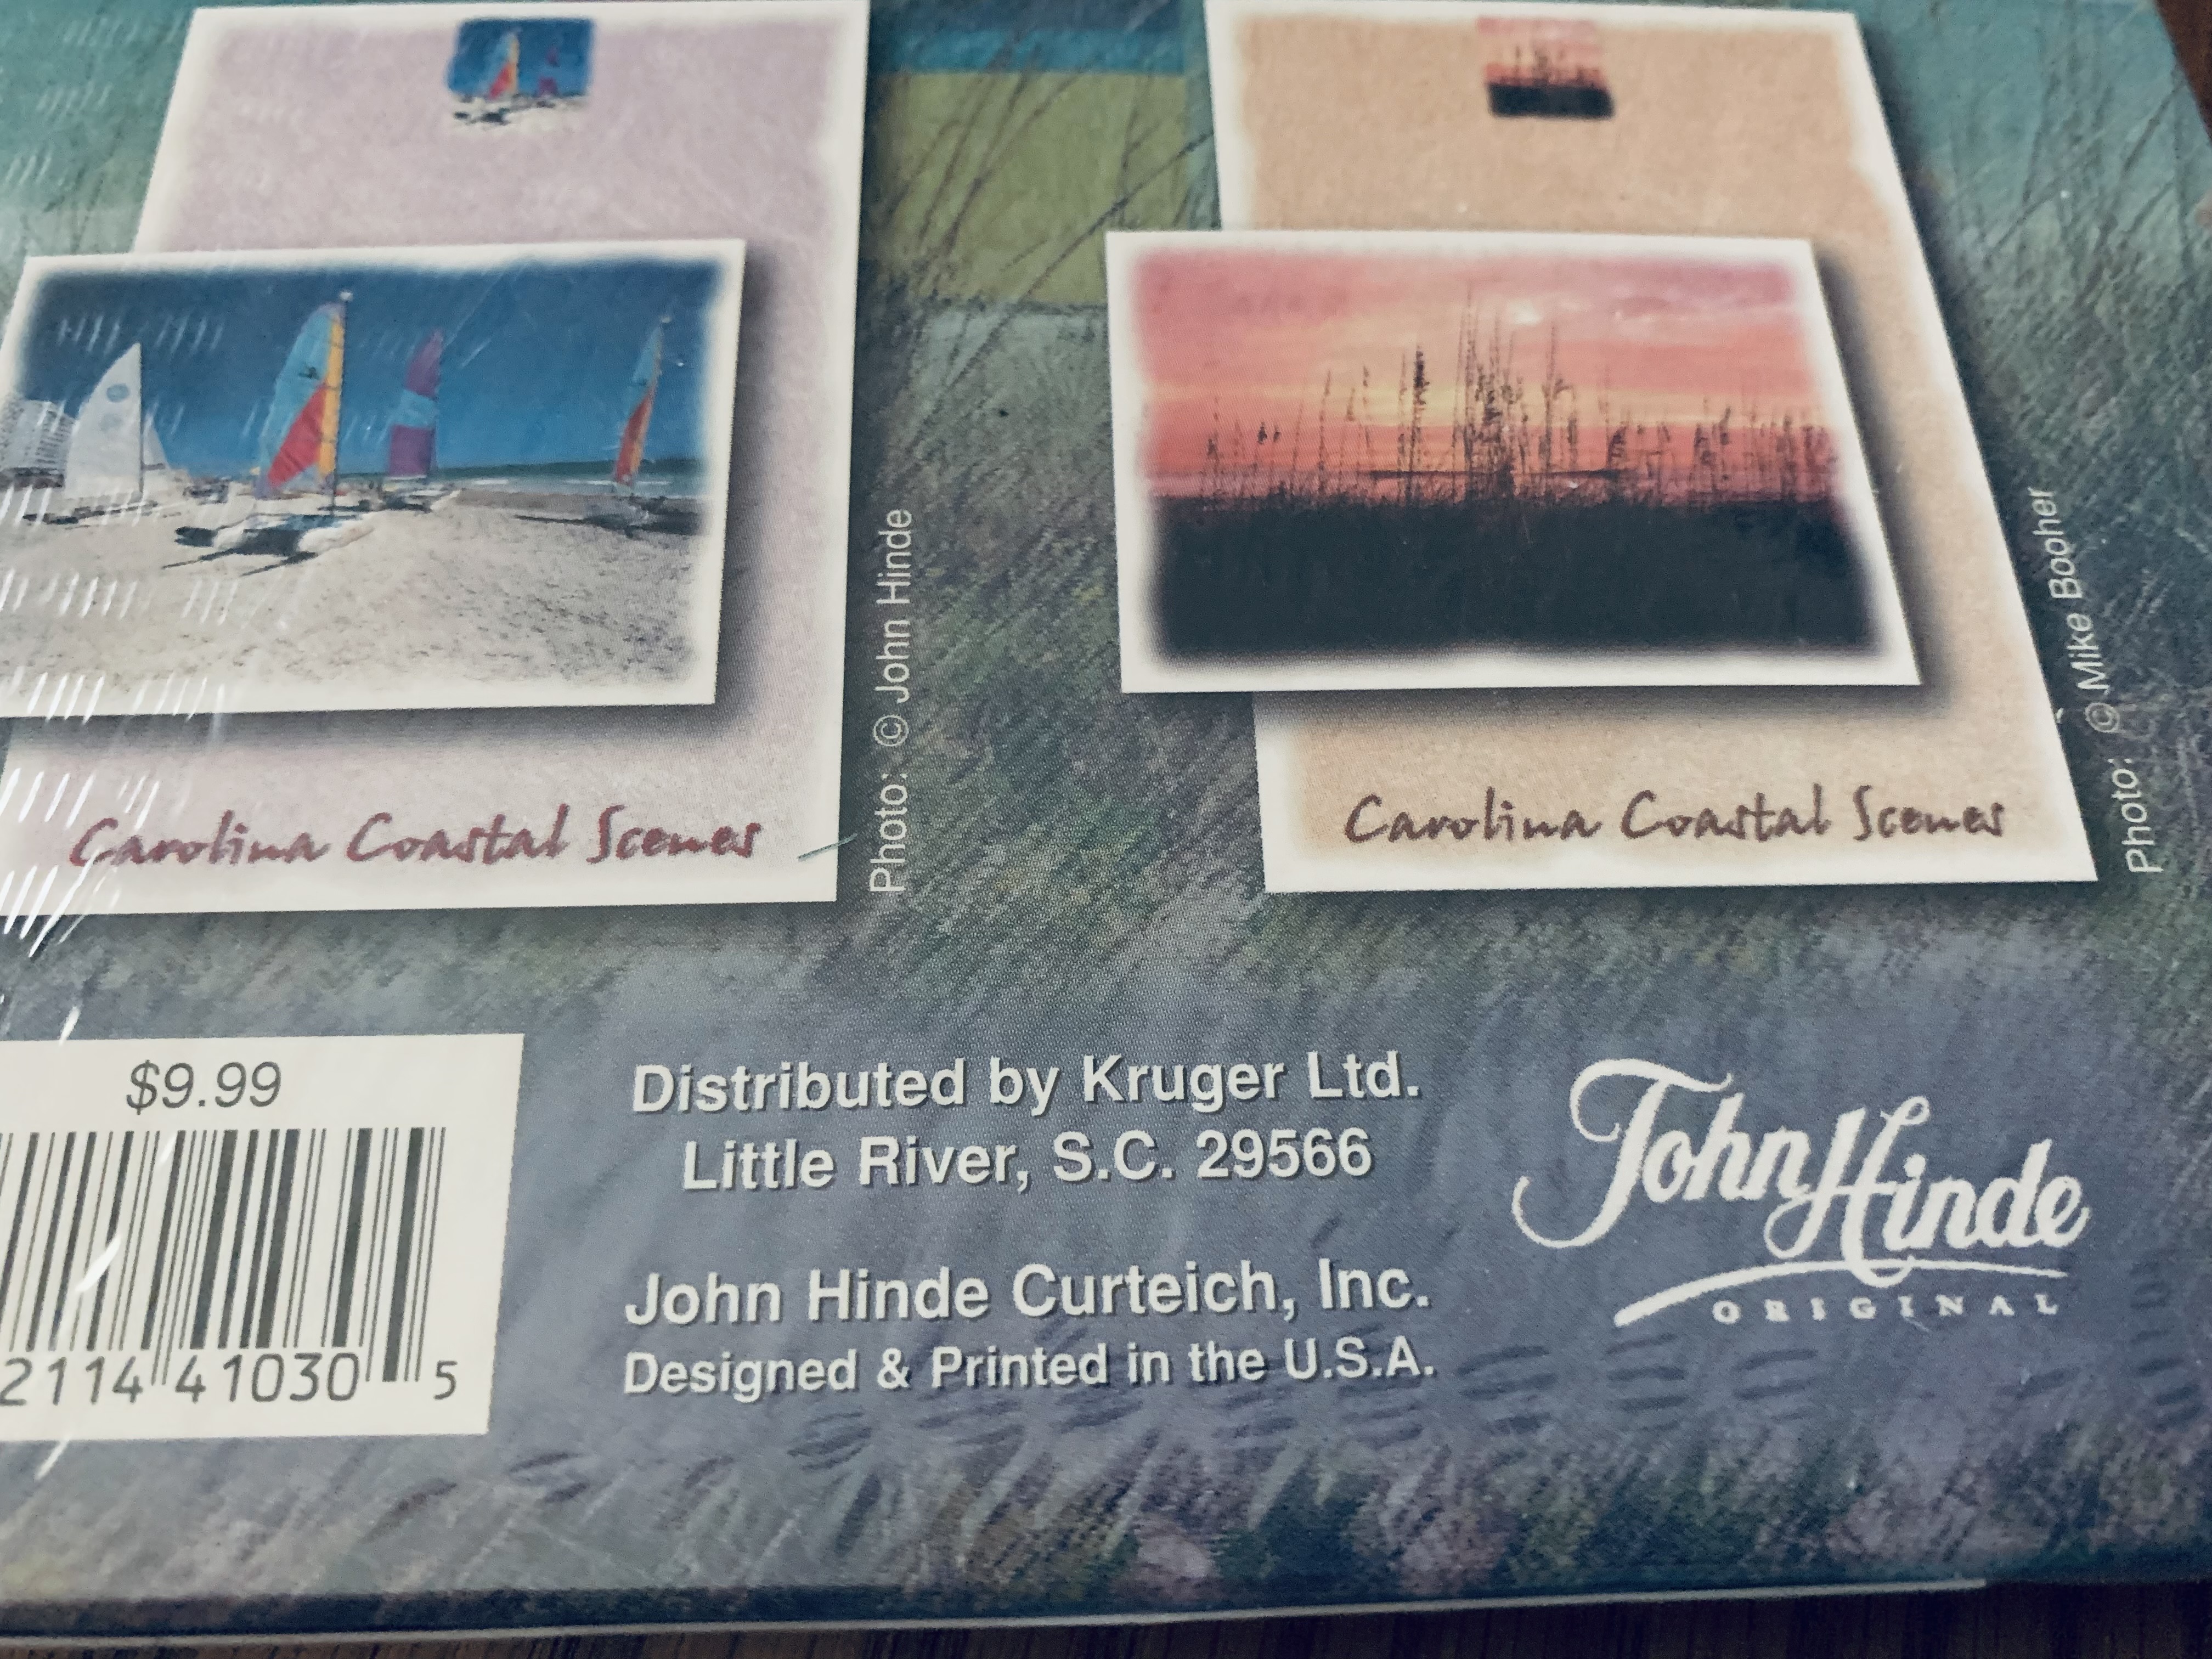 Carolina Coastal Scenes
Photo: © John Hinde
Carolina Coastal Scenes
Photo: © Mike Booher
$9.99
2114 41030 5
Distributed by Kruger Ltd.
Little River, S.C. 29566
John Hinde Curteich, Inc.
Designed & Printed in the U.S.A.
John Hinde
ORIGINAL